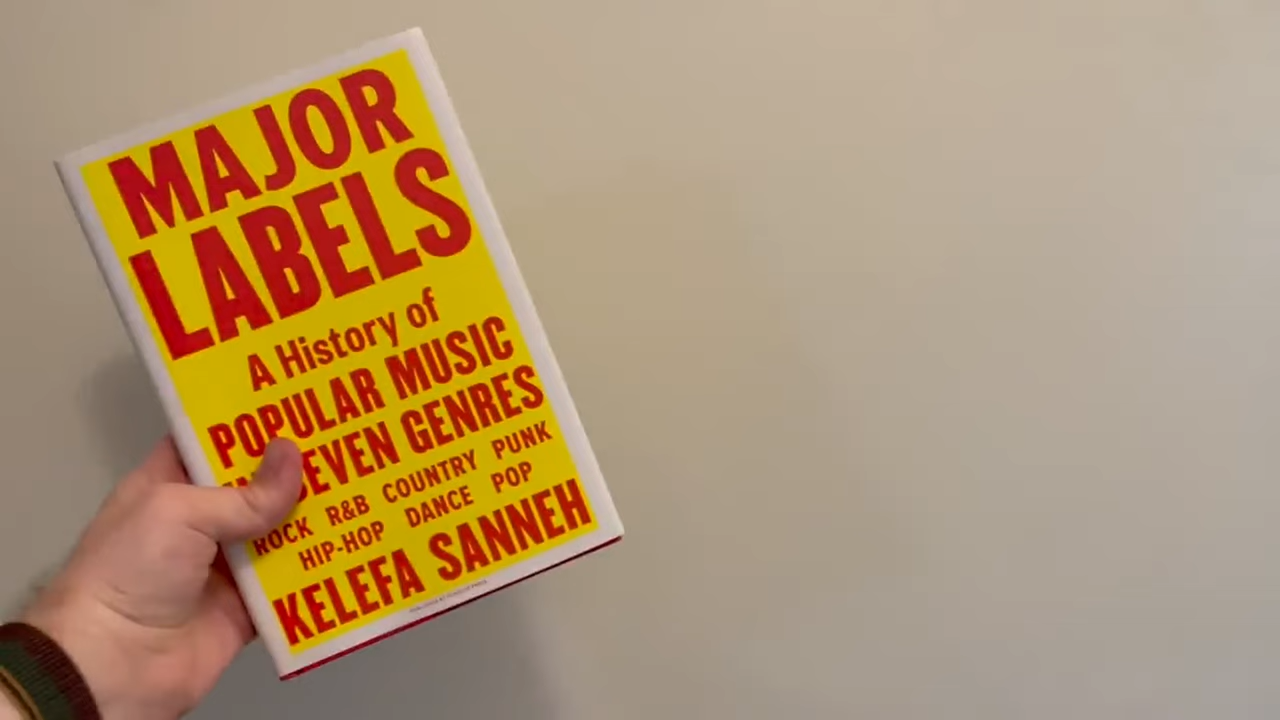 MAJOR
LABELS
A History of
POPULAR MUSIC
SEVEN GENRES
ROCK R&B COUNTRY PUNK
HIP-HOP DANCE POP
KELEFA SANNEH